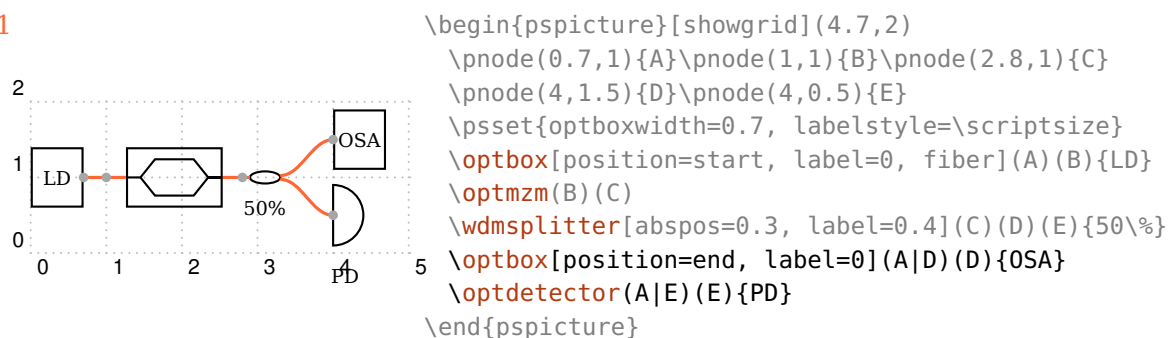 1
2
1
0
0 1 2 3 4 5
LD
50%
OSA
PD
\begin{pspicture}[showgrid](4.7,2)
\pnode(0.7,1){A}\pnode(1,1){B}\pnode(2.8,1){C}
\pnode(4,1.5){D}\pnode(4,0.5){E}
\psset{optboxwidth=0.7, labelstyle=\scriptsize}
\optbox[position=start, label=0, fiber](A)(B){LD}
\optmzm(B)(C)
\wdmsplitter[abspos=0.3, label=0.4](C)(D)(E){50\%}
\optbox[position=end, label=0](A|D)(D){OSA}
\optdetector(A|E)(E){PD}
\end{pspicture}